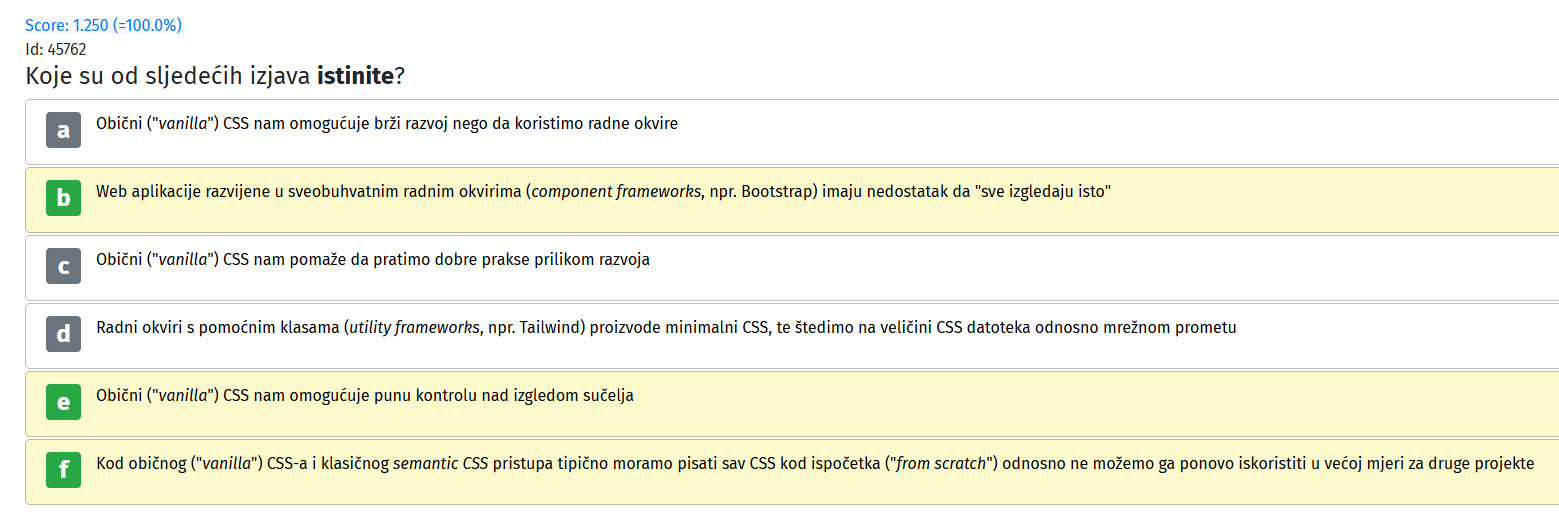 Score: 1.250 (=100.0%)
Id: 45762
Koje su od sljedećih izjava istinite?
a Obični ("vanilla") CSS nam omogućuje brži razvoj nego da koristimo radne okvire
b Web aplikacije razvijene u sveobuhvatnim radnim okvirima (component frameworks, npr. Bootstrap) imaju nedostatak da "sve izgledaju isto"
c Obični ("vanilla") CSS nam pomaže da pratimo dobre prakse prilikom razvoja
d Radni okviri s pomoćnim klasama (utility frameworks, npr. Tailwind) proizvode minimalni CSS, te štedimo na veličini CSS datoteka odnosno mrežnom prometu
e Obični ("vanilla") CSS nam omogućuje punu kontrolu nad izgledom sučelja
f Kod običnog ("vanilla") CSS-a i klasičnog semantic CSS pristupa tipično moramo pisati sav CSS kod ispočetka ("from scratch") odnosno ne možemo ga ponovo iskoristiti u većoj mjeri za druge projekte